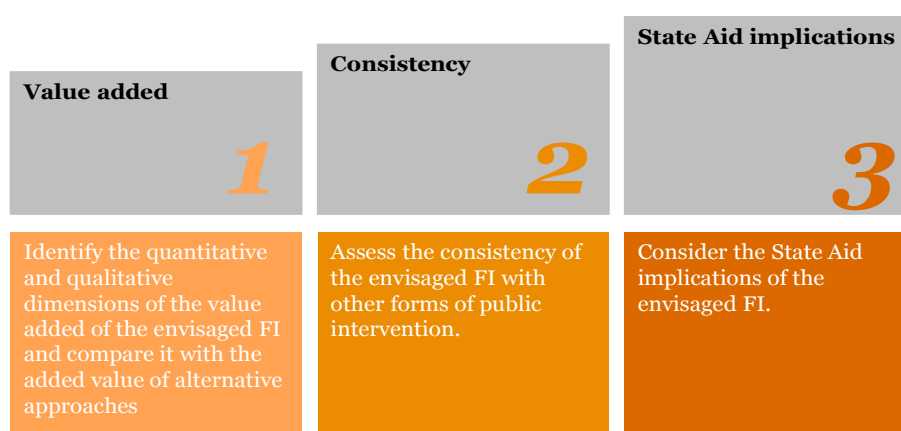 Value added
1
Identify the quantitative
and qualitative
dimensions of the value
added of the envisaged FI
and compare it with the
added value of alternative
approaches
Consistency
2
Assess the consistency of
the envisaged FI with
other forms of public
intervention.
State Aid implications
3
Consider the State Aid
implications of the
envisaged FI.